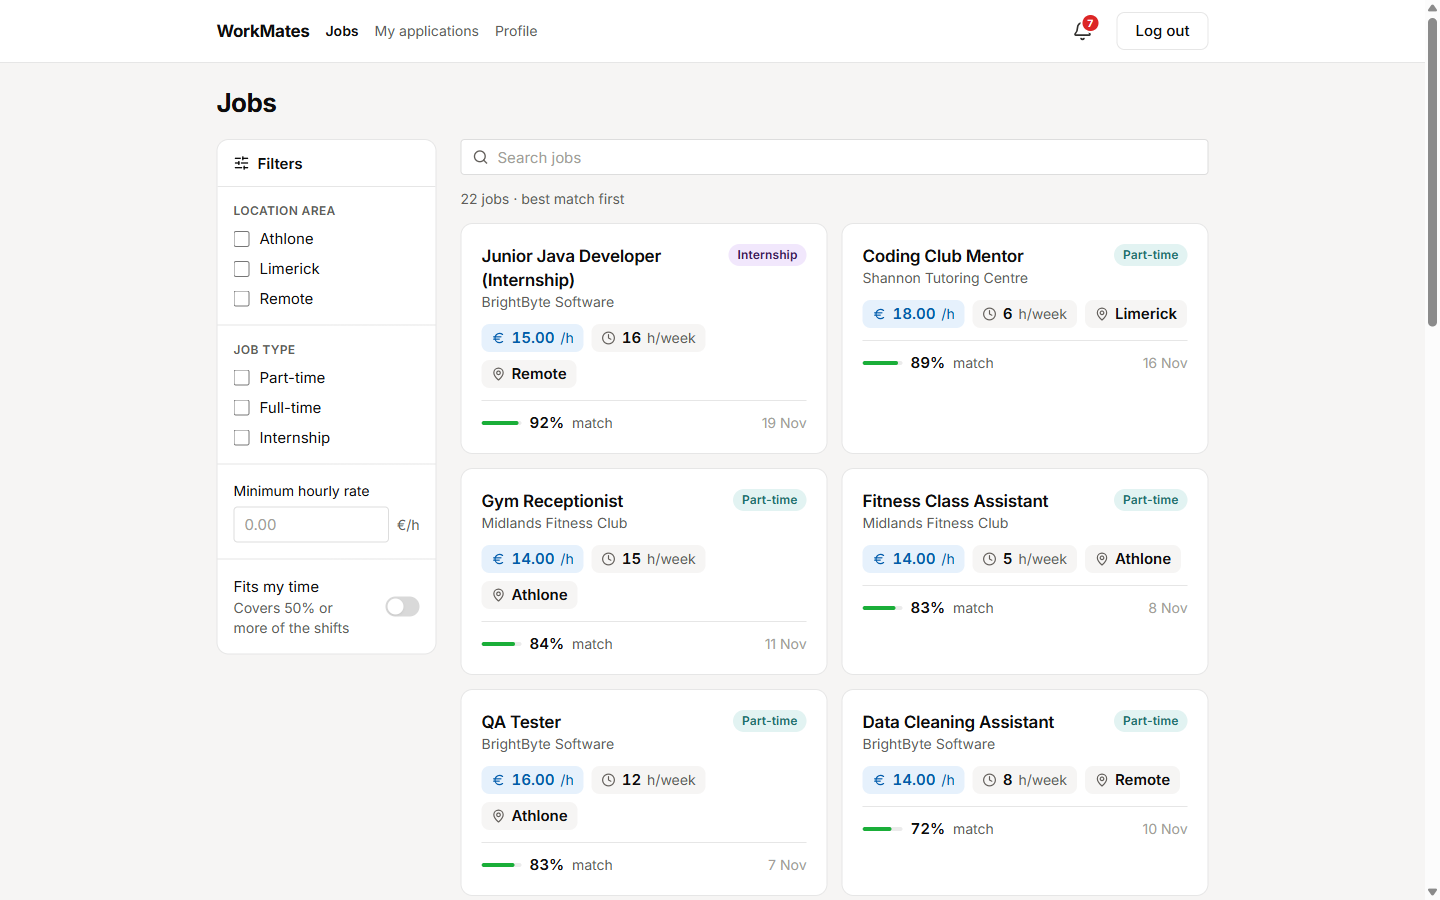 WorkMates Jobs My applications Profile 7 Log out
Jobs
Filters
LOCATION AREA
Athlone
Limerick
Remote
JOB TYPE
Part-time
Full-time
Internship
Minimum hourly rate
0.00 €/h
Fits my time
Covers 50% or
more of the shifts
Search jobs
22 jobs · best match first
Junior Java Developer
(Internship)
Internship
BrightByte Software
€ 15.00 /h 16 h/week
Remote
92% match 19 Nov
Coding Club Mentor Part-time
Shannon Tutoring Centre
€ 18.00 /h 6 h/week Limerick
89% match 16 Nov
Gym Receptionist Part-time
Midlands Fitness Club
€ 14.00 /h 15 h/week
Athlone
84% match 11 Nov
Fitness Class Assistant Part-time
Midlands Fitness Club
€ 14.00 /h 5 h/week Athlone
83% match 8 Nov
QA Tester Part-time
BrightByte Software
€ 16.00 /h 12 h/week
Athlone
83% match 7 Nov
Data Cleaning Assistant Part-time
BrightByte Software
€ 14.00 /h 8 h/week Remote
72% match 10 Nov